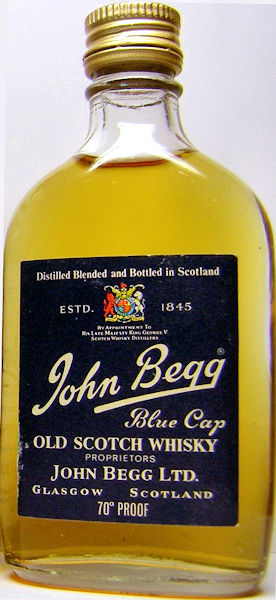 Distilled Blended and Bottled in Scotland
ESTD. 1845
BY APPOINTMENT TO
HIS LATE MAJESTY KING GEORGE V
SCOTCH WHISKY DISTILLERS
John Begg®
Blue Cap
OLD SCOTCH WHISKY
PROPRIETORS
JOHN BEGG LTD.
GLASGOW SCOTLAND
70° PROOF